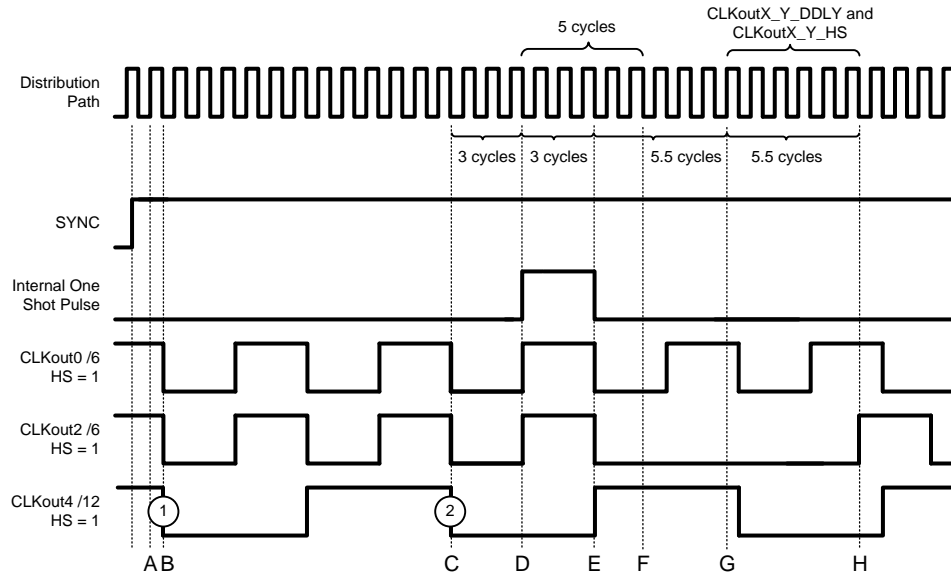 CLKoutX_Y_DDLY and
CLKoutX_Y_HS
5 cycles
Distribution
Path
3 cycles
3 cycles
5.5 cycles
5.5 cycles
SYNC
Internal One
Shot Pulse
CLKout0 /6
HS = 1
CLKout2 /6
HS = 1
CLKout4 /12
HS = 1
1
2
A B C D E F G H